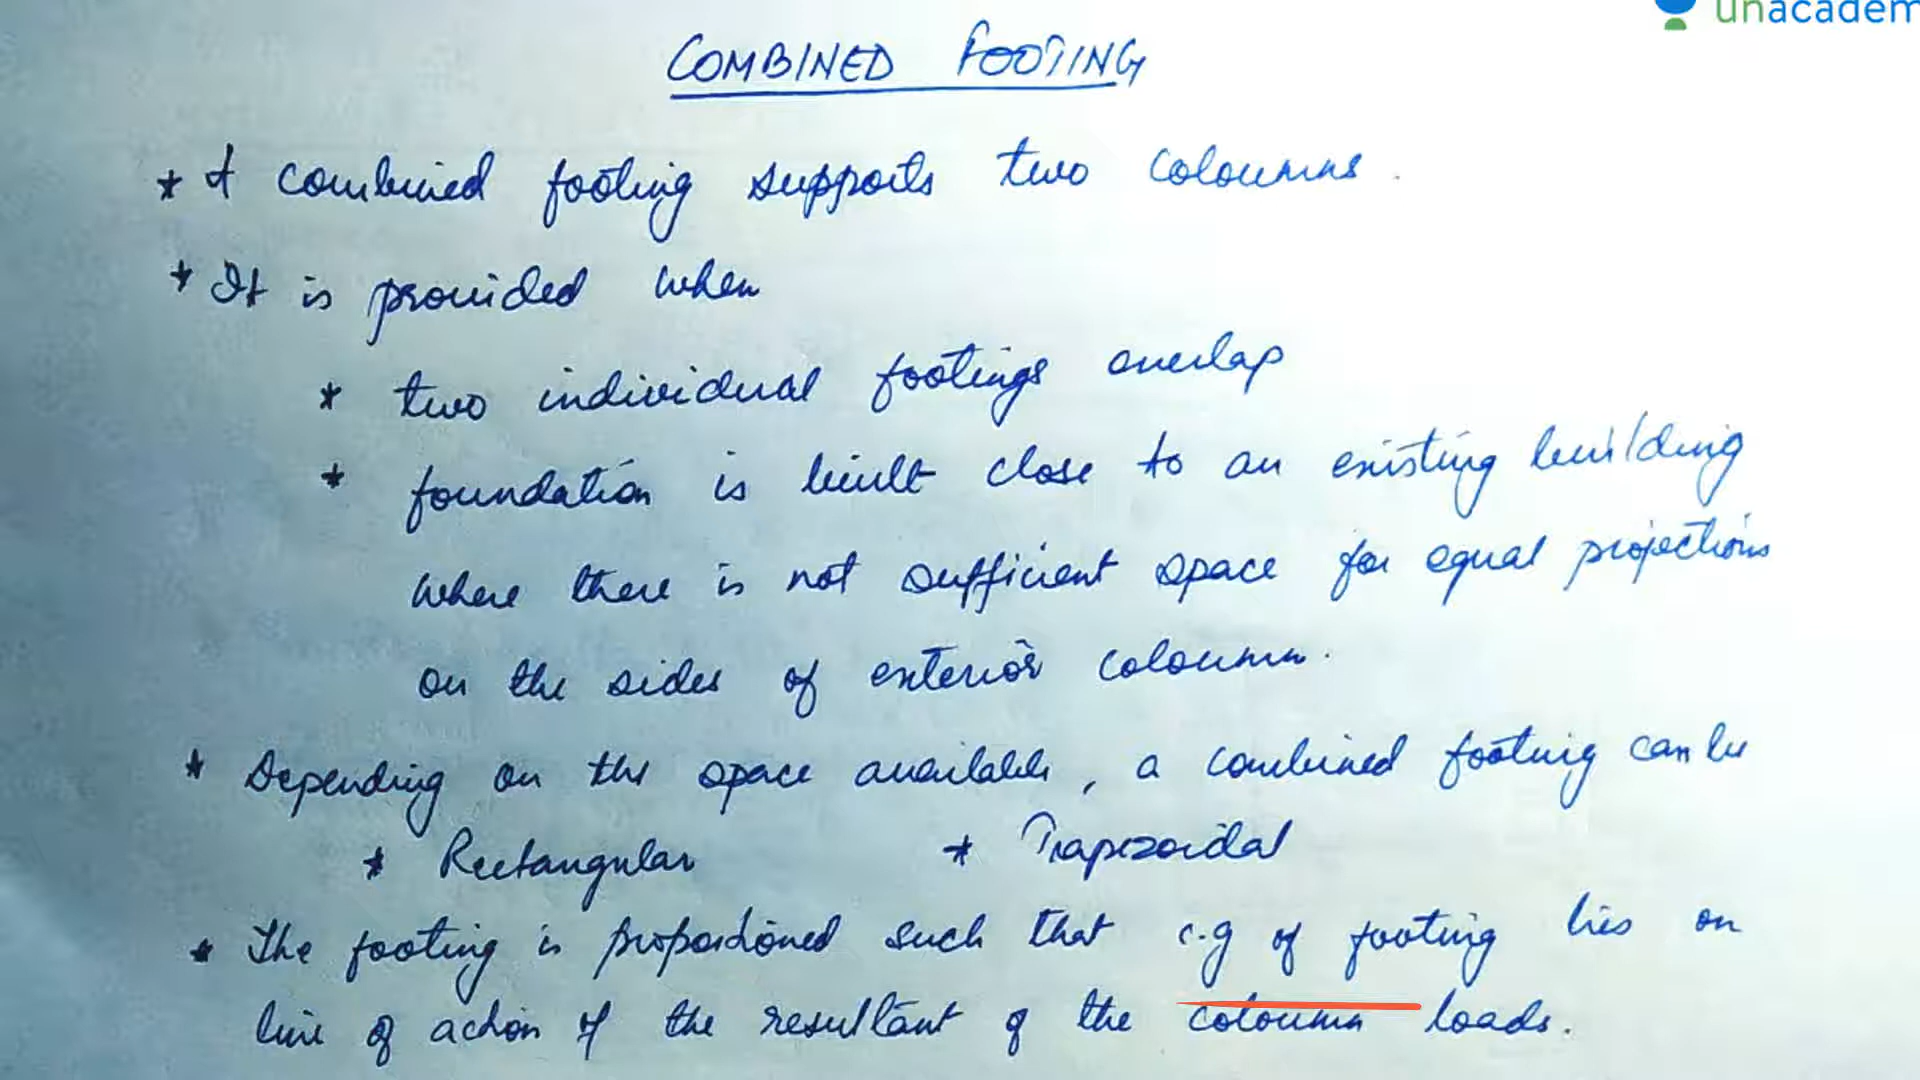 unacadem
COMBINED FOOTING
* A combined footing supports two coloumns.
* It is provided when
* two individual footings overlap
* foundation is built close to an existing building
where there is not sufficient space for equal projections
on the sides of exterior coloumn.
* Depending on the space available, a combined footing can be
* Rectangular * Trapezoidal
* The footing is proportioned such that c.g of footing lies on
line of action of the resultant of the coloumn loads.